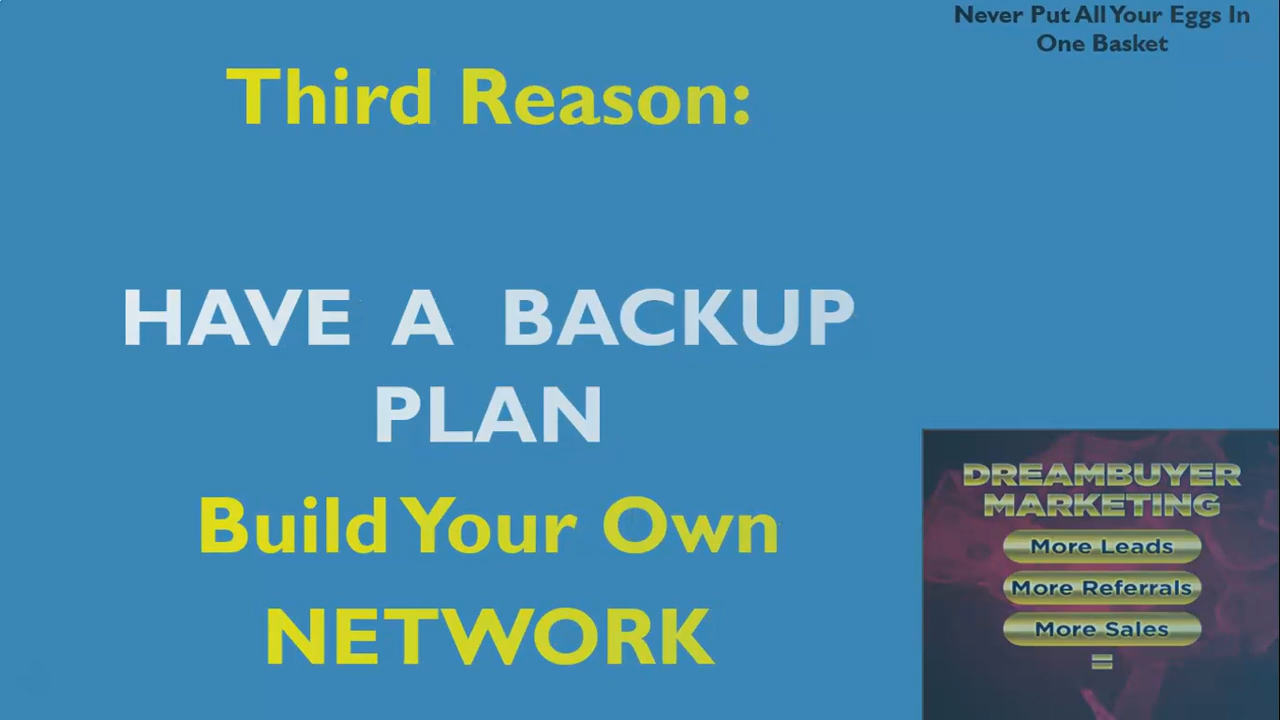 Never Put All Your Eggs In
One Basket
Third Reason:
HAVE A BACKUP
PLAN
Build Your Own
NETWORK
DREAMBUYER
MARKETING
More Leads
More Referrals
More Sales
=